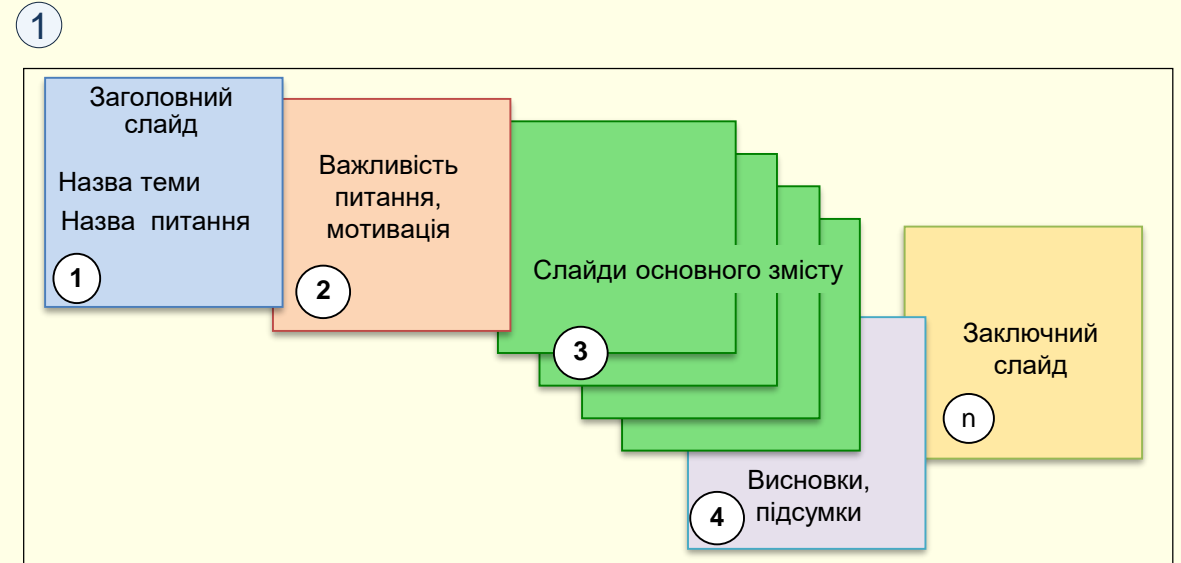 1
Заголовний
слайд
Назва теми
Назва питання
1
Важливість
питання,
мотивація
2
Слайди основного змісту
3
Висновки,
підсумки
4
Заключний
слайд
n